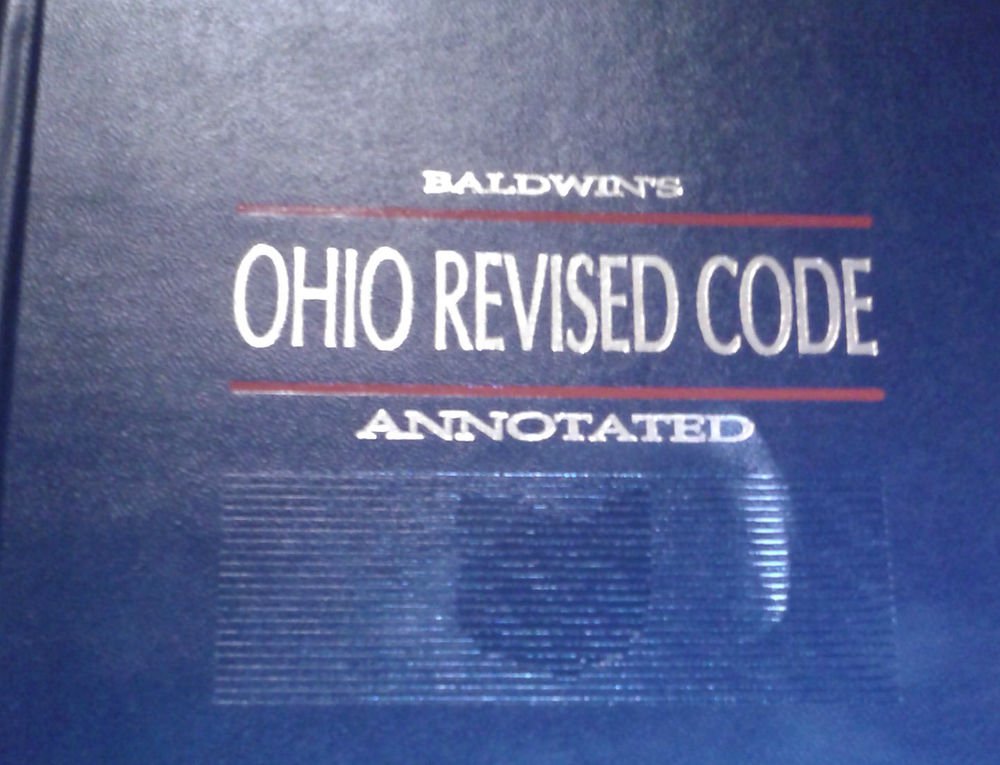 BALDWIN'S
OHIO REVISED CODE
ANNOTATED